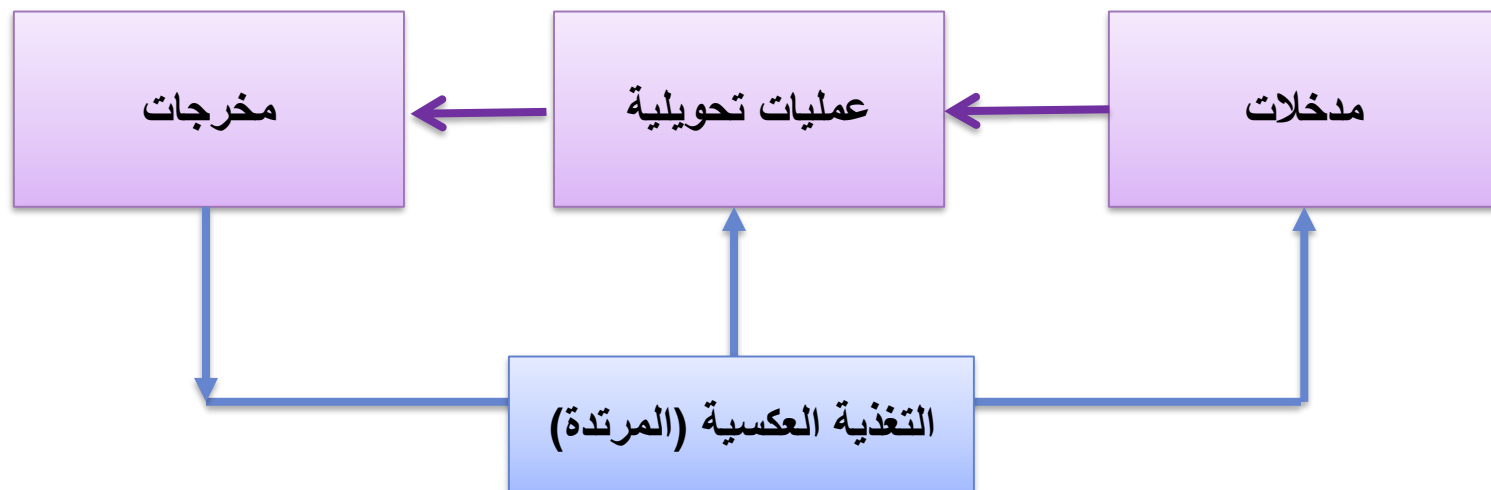 مدخلات
عمليات تحويلية
مخرجات
التغذية العكسية (المرتدة)